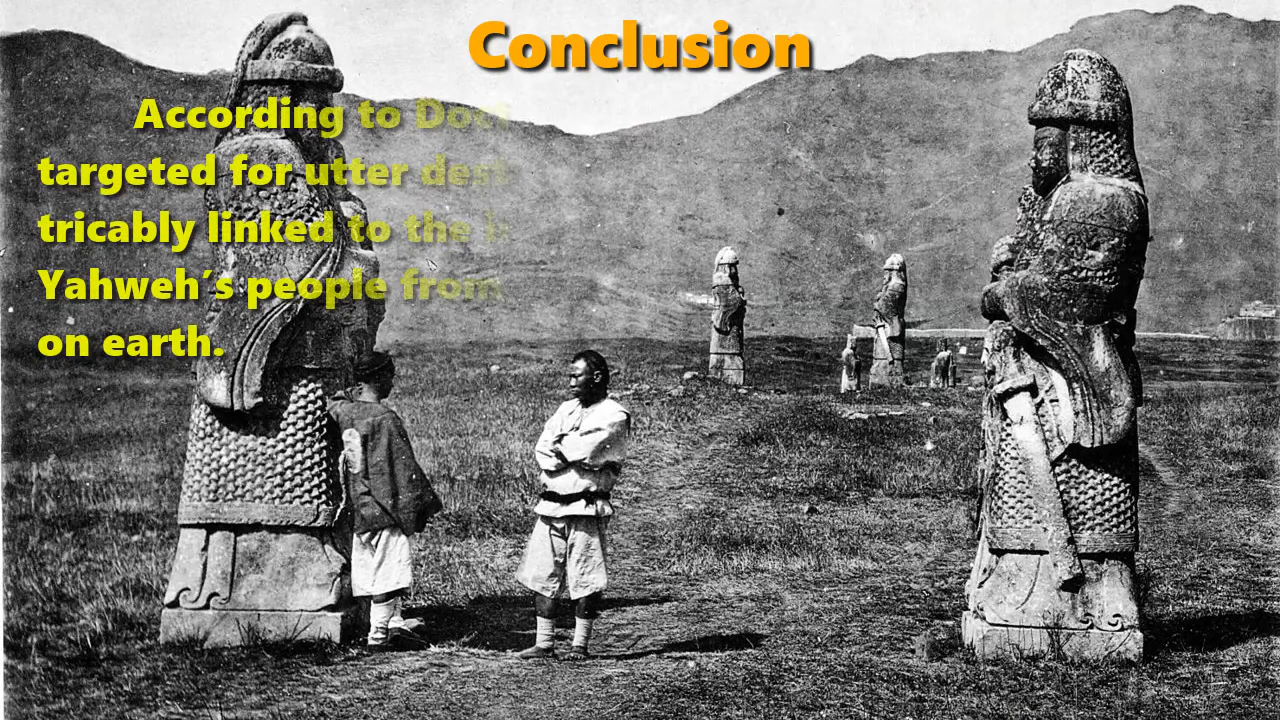 Conclusion
According to
targeted for utter
tricably linked to the
Yahweh's people from
on earth.